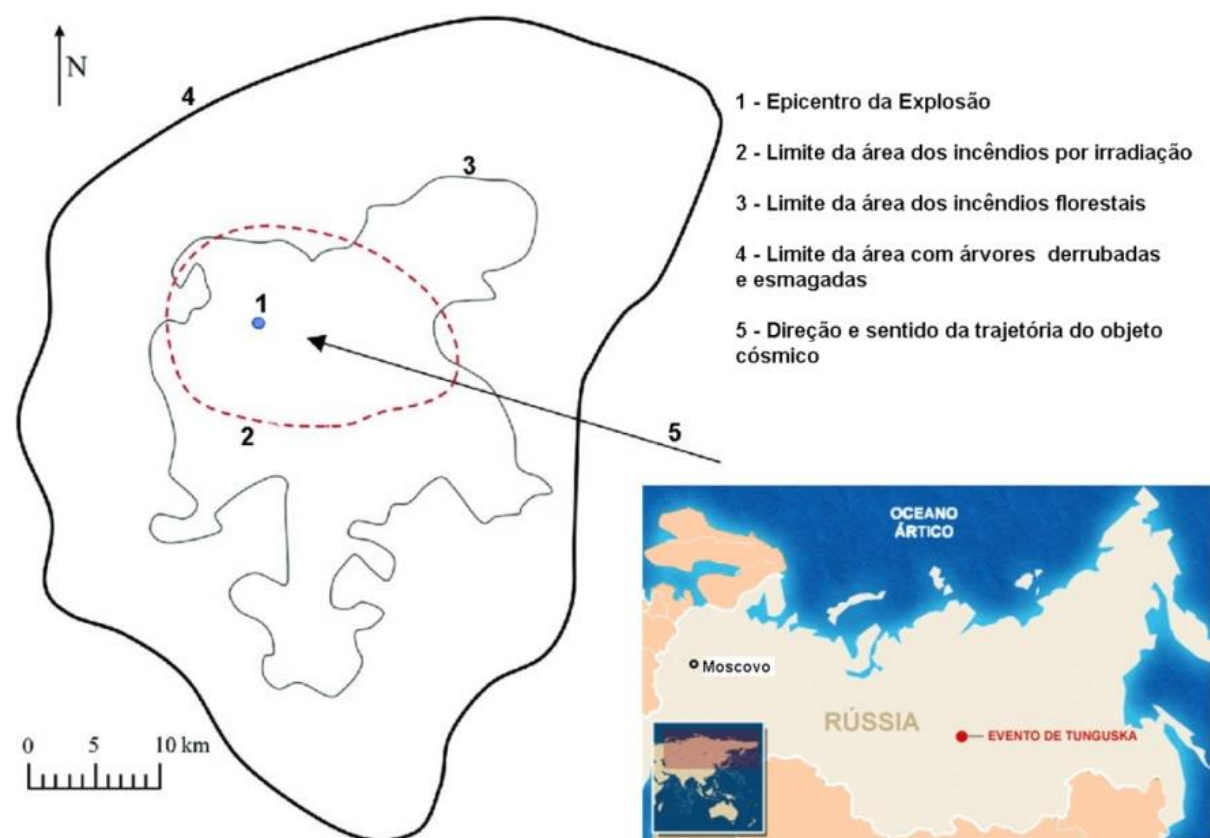 N
4
3
1
2
5
0 5 10 km
1 - Epicentro da Explosão
2 - Limite da área dos incêndios por irradiação
3 - Limite da área dos incêndios florestais
4 - Limite da área com árvores derrubadas
e esmagadas
5 - Direção e sentido da trajetória do objeto
cósmico
OCEANO
ÁRTICO
Moscovo
RÚSSIA
EVENTO DE TUNGUSKA